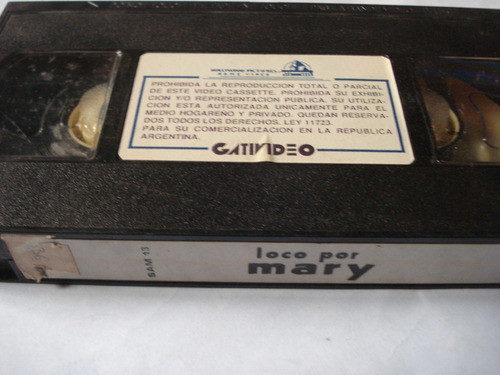 HOME VIDEO
PROHIBIDA LA REPRODUCCION TOTAL O PARCIAL
DE ESTE VIDEO CASSETTE. PROHIBIDA SU EXHIBI-
CION Y/O REPRESENTACION PUBLICA. SU UTILIZA-
CION ESTA AUTORIZADA UNICAMENTE PARA EL
MEDIO HOGAREÑO Y PRIVADO. QUEDAN RESERVA-
DOS TODOS LOS DERECHOS. LEY 11723.
PARA SU COMERCIALIZACION EN LA REPUBLICA
ARGENTINA.
GATIVIDEO
SAM 13
loco por
mary